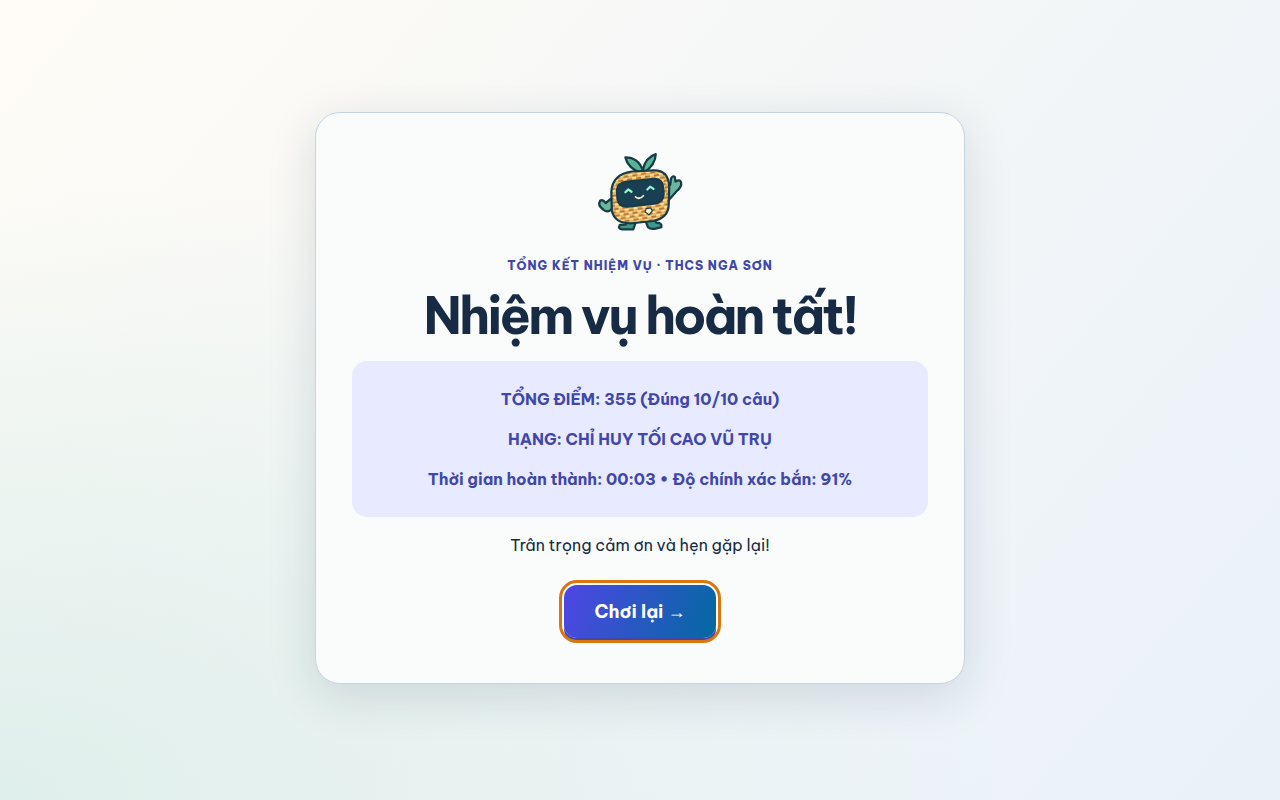 TỔNG KẾT NHIỆM VỤ · THCS NGA SƠN
Nhiệm vụ hoàn tất!
TỔNG ĐIỂM: 355 (Đúng 10/10 câu)
HẠNG: CHỈ HUY TỐI CAO VŨ TRỤ
Thời gian hoàn thành: 00:03 • Độ chính xác bắn: 91%
Trân trọng cảm ơn và hẹn gặp lại!
Chơi lại →